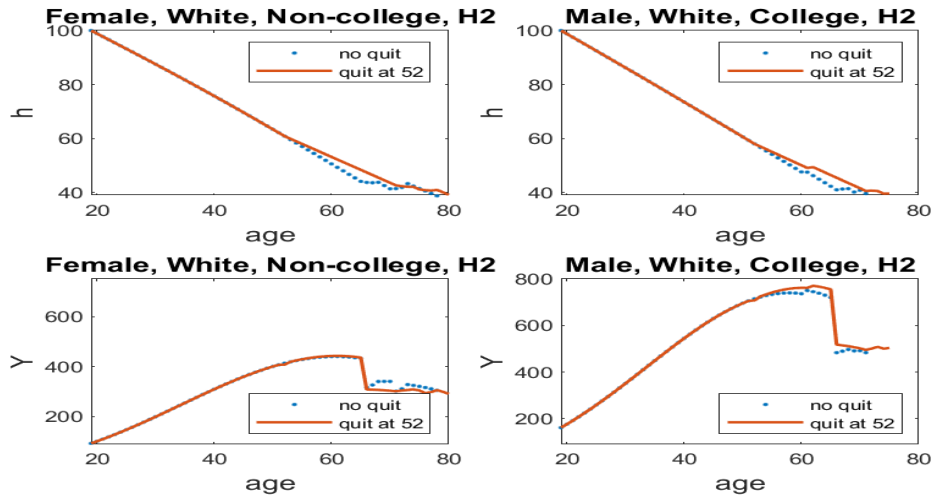 Female, White, Non-college, H2
100
80
60
40
h
no quit
quit at 52
20
40
60
80
age
Male, White, College, H2
100
80
60
40
h
no quit
quit at 52
20
40
60
80
age
Female, White, Non-college, H2
600
400
200
Y
no quit
quit at 52
20
40
60
80
age
Male, White, College, H2
800
600
400
200
Y
no quit
quit at 52
20
40
60
80
age